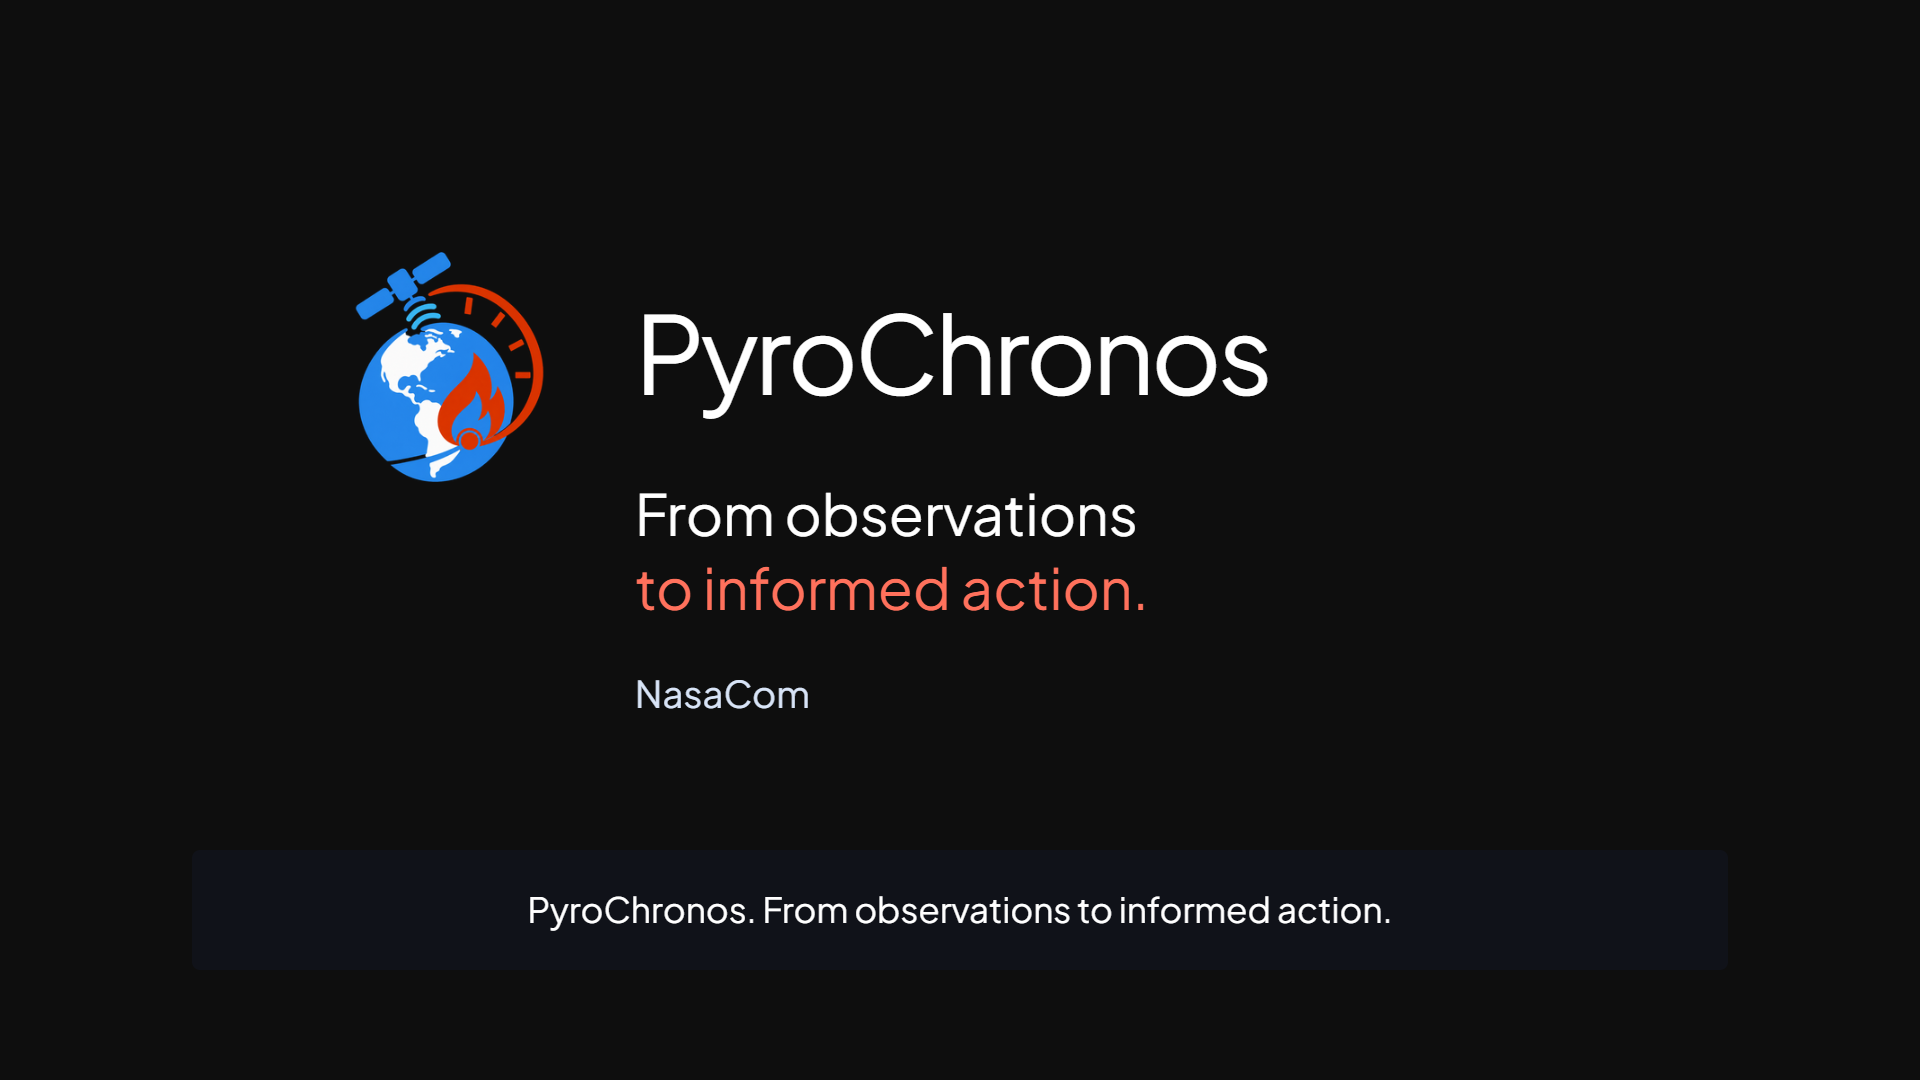 PyroChronos
From observations
to informed action.
NasaCom
PyroChronos. From observations to informed action.